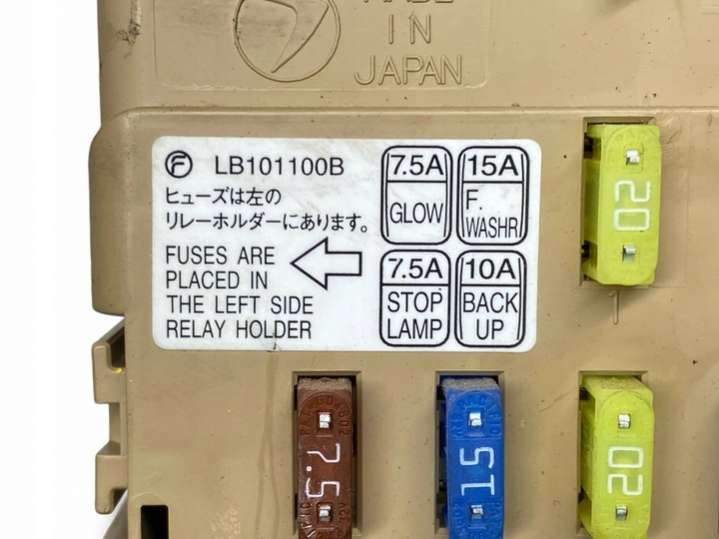 IN
JAPAN
F LB101100B
ヒューズは左の
リレーホルダーにあります。
FUSES ARE
PLACED IN
THE LEFT SIDE
RELAY HOLDER
7.5A
GLOW
15A
F.
WASHR
7.5A
STOP
LAMP
10A
BACK
UP
20
1
7.5
15
20